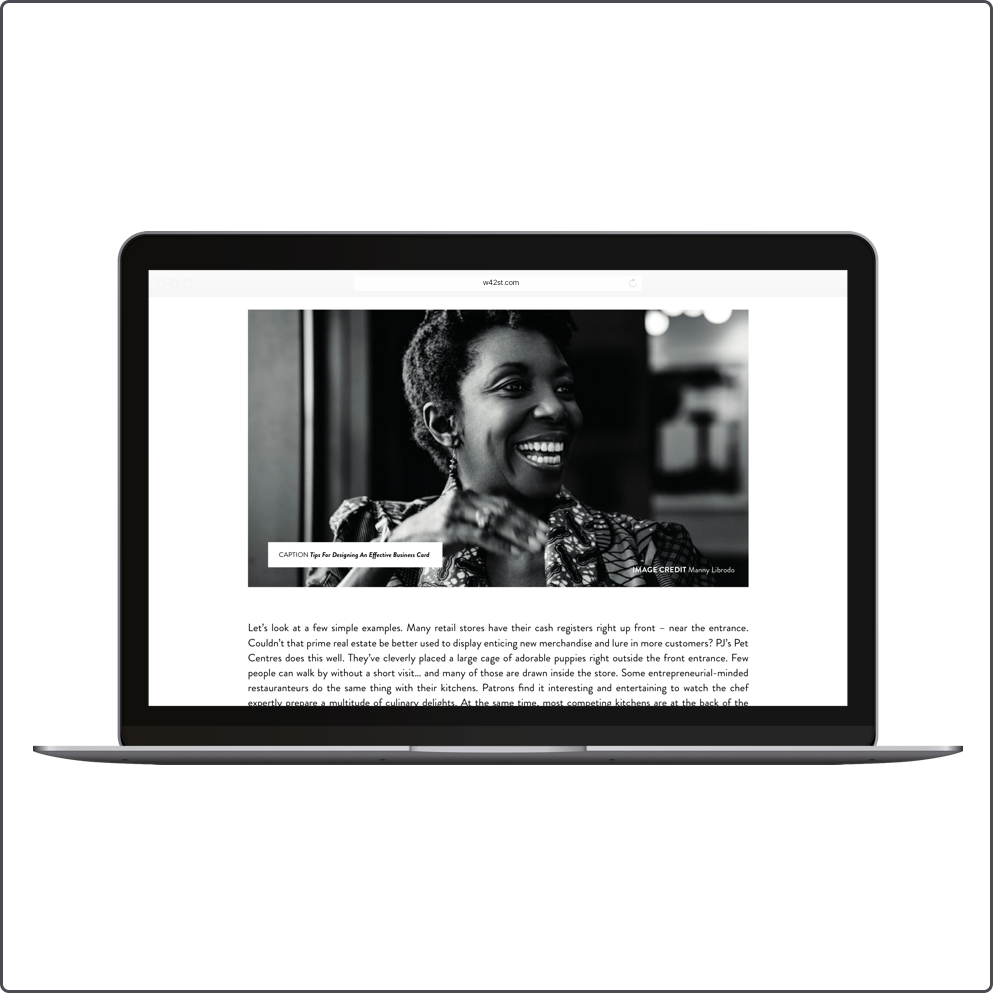 w42st.com
CAPTION Tips For Designing An Effective Business Card
IMAGE CREDIT Manny Librodo
Let's look at a few simple examples. Many retail stores have their cash registers right up front – near the entrance.
Couldn't that prime real estate be better used to display enticing new merchandise and lure in more customers? PJ's Pet
Centres does this well. They've cleverly placed a large cage of adorable puppies right outside the front entrance. Few
people can walk by without a short visit... and many of those are drawn inside the store. Some entrepreneurial-minded
restauranteurs do the same thing with their kitchens. Patrons find it interesting and entertaining to watch the chef
expertly prepare a multitude of culinary delights. At the same time, most competing kitchens are at the back of the